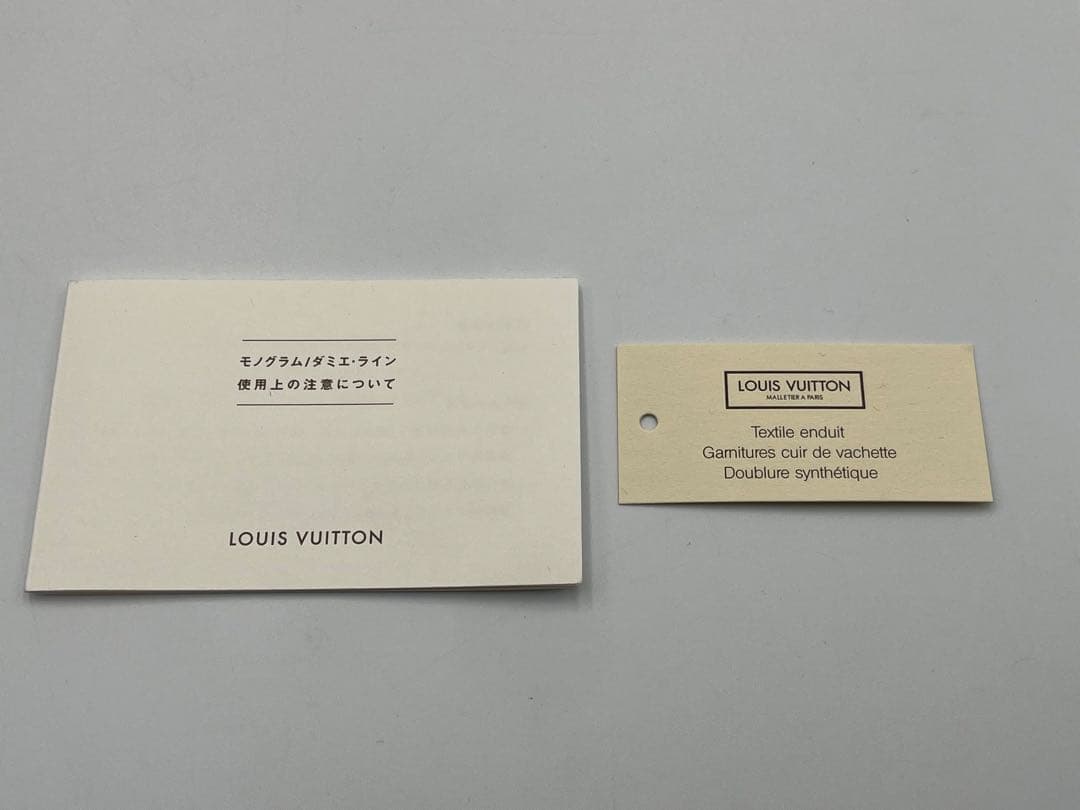 モノグラム/ダミエ・ライン
使用上の注意について
LOUIS VUITTON
LOUIS VUITTON
MALLETIER A PARIS
Textile enduit
Garnitures cuir de vachette
Doublure synthétique